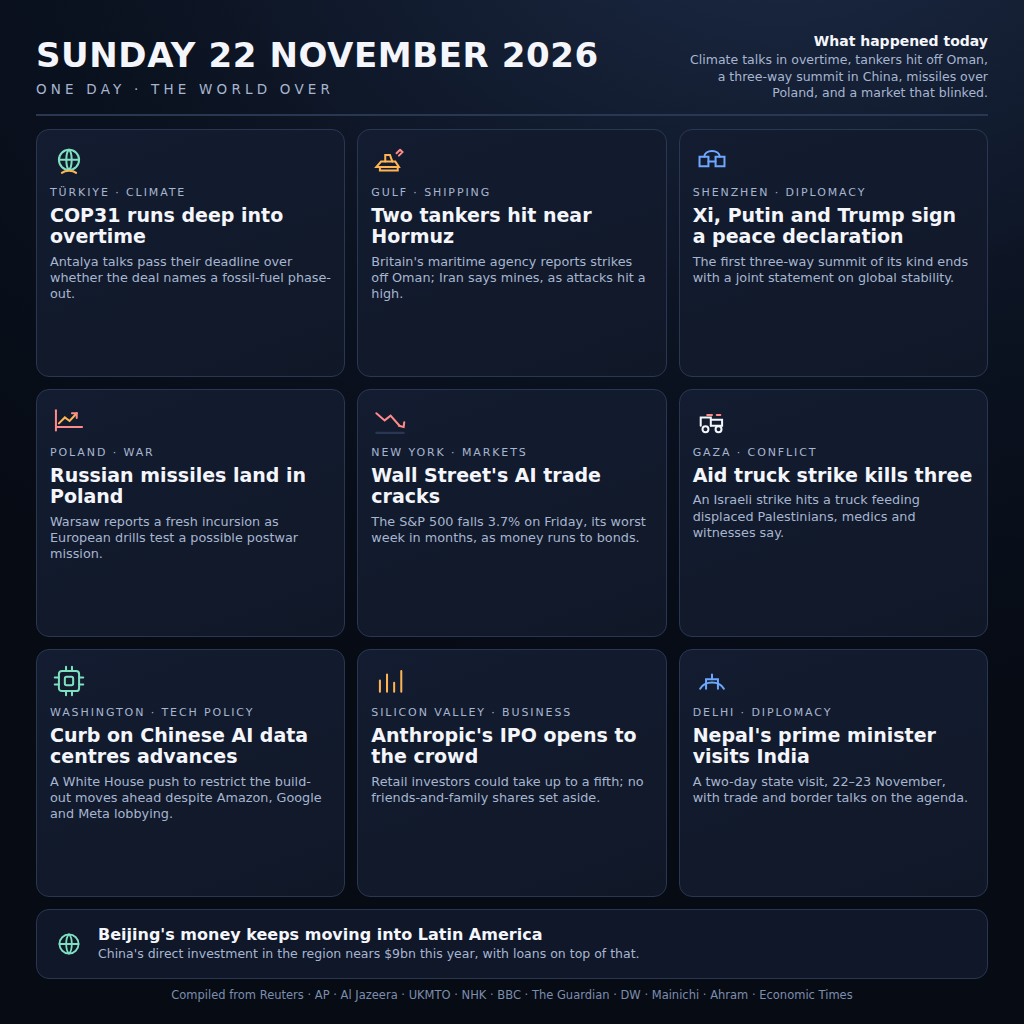 SUNDAY 22 NOVEMBER 2026
ONE DAY · THE WORLD OVER
What happened today
Climate talks in overtime, tankers hit off Oman,
a three-way summit in China, missiles over
Poland, and a market that blinked.
TÜRKIYE · CLIMATE
COP31 runs deep into
overtime
Antalya talks pass their deadline over
whether the deal names a fossil-fuel phase-
out.
GULF · SHIPPING
Two tankers hit near
Hormuz
Britain's maritime agency reports strikes
off Oman; Iran says mines, as attacks hit a
high.
SHENZHEN · DIPLOMACY
Xi, Putin and Trump sign
a peace declaration
The first three-way summit of its kind ends
with a joint statement on global stability.
POLAND · WAR
Russian missiles land in
Poland
Warsaw reports a fresh incursion as
European drills test a possible postwar
mission.
NEW YORK · MARKETS
Wall Street's AI trade
cracks
The S&P 500 falls 3.7% on Friday, its worst
week in months, as money runs to bonds.
GAZA · CONFLICT
Aid truck strike kills three
An Israeli strike hits a truck feeding
displaced Palestinians, medics and
witnesses say.
WASHINGTON · TECH POLICY
Curb on Chinese AI data
centres advances
A White House push to restrict the build-
out moves ahead despite Amazon, Google
and Meta lobbying.
SILICON VALLEY · BUSINESS
Anthropic's IPO opens to
the crowd
Retail investors could take up to a fifth; no
friends-and-family shares set aside.
DELHI · DIPLOMACY
Nepal's prime minister
visits India
A two-day state visit, 22–23 November,
with trade and border talks on the agenda.
Beijing's money keeps moving into Latin America
China's direct investment in the region nears $9bn this year, with loans on top of that.
Compiled from Reuters · AP · Al Jazeera · UKMTO · NHK · BBC · The Guardian · DW · Mainichi · Ahram · Economic Times